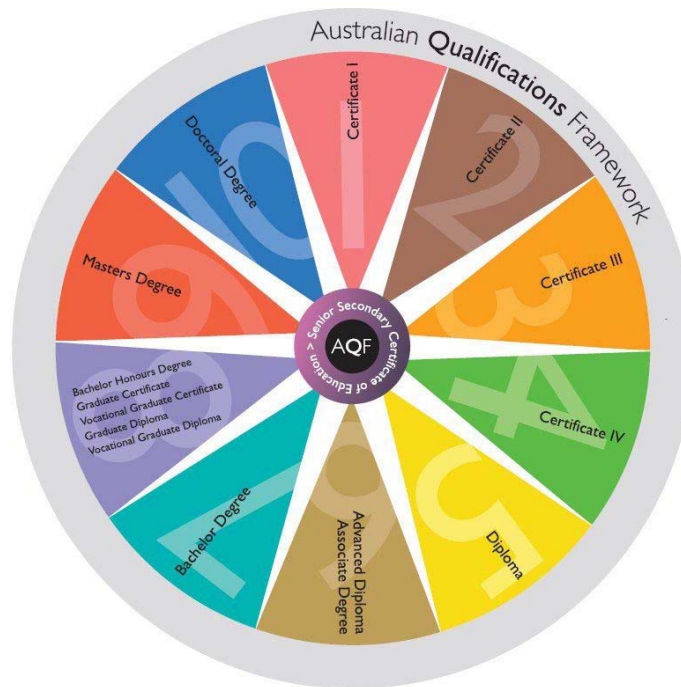 Australian Qualifications Framework
Certificate I
1
Certificate II
2
Certificate III
3
Certificate IV
4
Diploma
5
Advanced Diploma
Associate Degree
6
Bachelor Degree
7
Bachelor Honours Degree
Graduate Certificate
Vocational Graduate Certificate
Graduate Diploma
Vocational Graduate Diploma
8
Masters Degree
9
Doctoral Degree
10
Senior Secondary Certificate of Education >
AQF